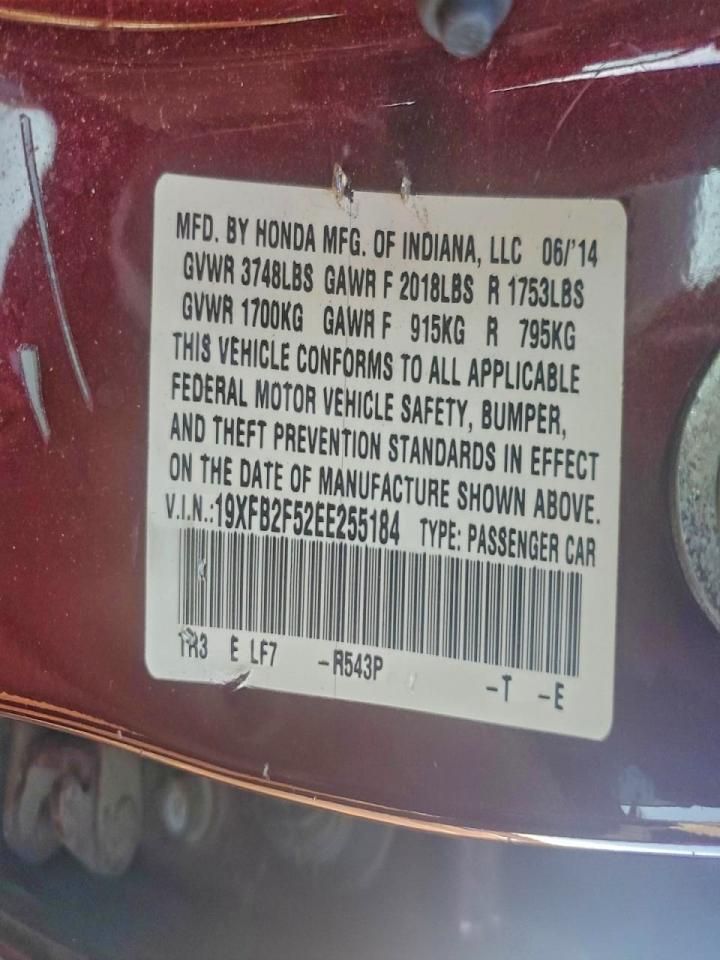 MFD. BY HONDA MFG. OF INDIANA, LLC 06/'14
GVWR 3748LBS GAWR F 2018LBS R 1753LBS
GVWR 1700KG GAWR F 915KG R 795KG
THIS VEHICLE CONFORMS TO ALL APPLICABLE
FEDERAL MOTOR VEHICLE SAFETY, BUMPER,
AND THEFT PREVENTION STANDARDS IN EFFECT
ON THE DATE OF MANUFACTURE SHOWN ABOVE.
V.I.N.:19XFB2F52EE255184 TYPE: PASSENGER CAR
E LF7 -R543P -T -E